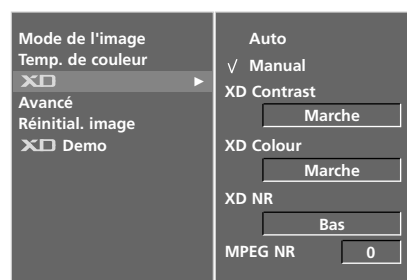 Mode de l'image
Temp. de couleur
XD
Avancé
Réinitial. image
XD Demo
Auto
√ Manual
XD Contrast
Marche
XD Colour
Marche
XD NR
Bas
MPEG NR 0